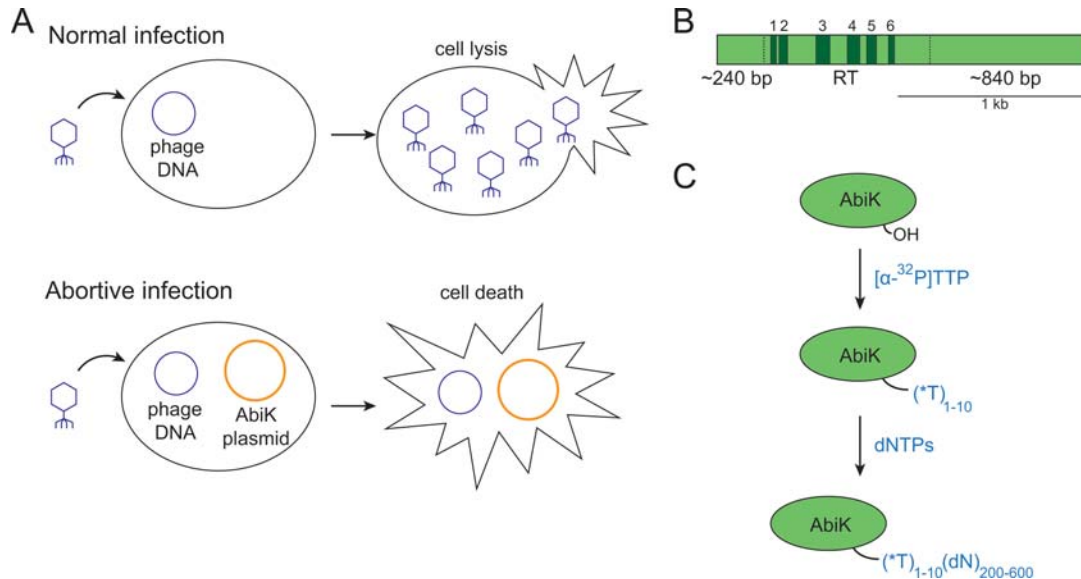 A
Normal infection
phage
DNA
cell lysis
Abortive infection
phage
DNA
AbiK
plasmid
cell death
B
1 2 3 4 5 6
~240 bp RT ~840 bp
1 kb
C
AbiK
OH
[α-³²P]TTP
AbiK
(*T)₁₋₁₀
dNTPs
AbiK
(*T)₁₋₁₀(dN)₂₀₀₋₆₀₀